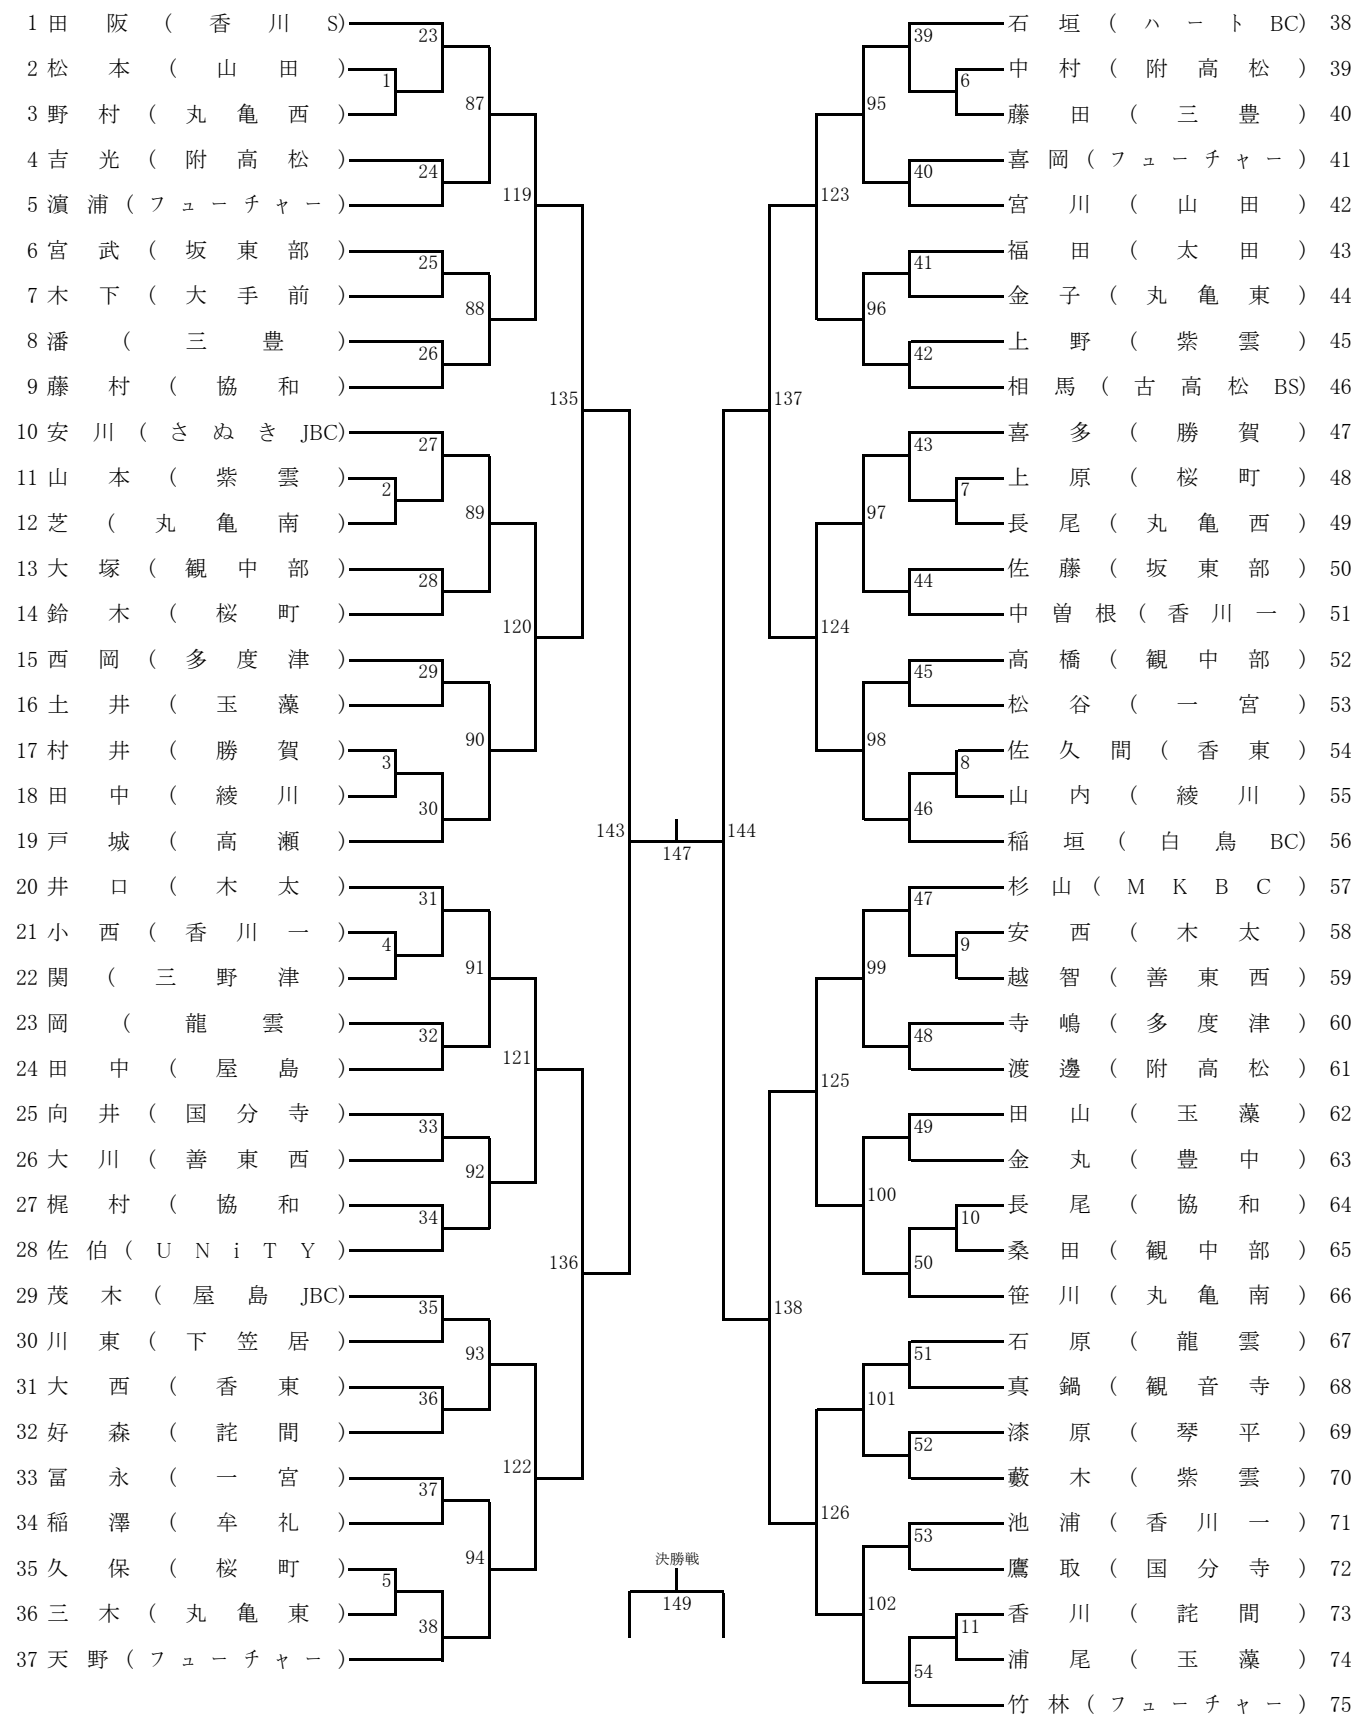 1 田阪(香川S)
2 松本(山田)
3 野村(丸亀西)
4 吉光(附高松)
5 濵浦(フューチャー)
6 宮武(坂東部)
7 木下(大手前)
8 潘(三豊)
9 藤村(協和)
10 安川(さぬきJBC)
11 山本(紫雲)
12 芝(丸亀南)
13 大塚(観中部)
14 鈴木(桜町)
15 西岡(多度津)
16 土井(玉藻)
17 村井(勝賀)
18 田中(綾川)
19 戸城(高瀬)
20 井口(木太)
21 小西(香川一)
22 関(三野津)
23 岡(龍雲)
24 田中(屋島)
25 向井(国分寺)
26 大川(善東西)
27 梶村(協和)
28 佐伯(UNiTY)
29 茂木(屋島JBC)
30 川東(下笠居)
31 大西(香東)
32 好森(詫間)
33 冨永(一宮)
34 稲澤(牟礼)
35 久保(桜町)
36 三木(丸亀東)
37 天野(フューチャー)
23
1
24
25
26
27
2
28
29
3
30
31
4
32
33
34
35
36
37
5
38
87
88
89
90
91
92
93
94
119
120
121
122
135
136
143
147
144
決勝戦
149
137
138
123
124
125
126
95
96
97
98
99
100
101
102
39
6
40
41
42
43
7
44
45
8
46
47
9
48
49
10
50
51
52
53
11
54
石垣(ハートBC) 38
中村(附高松) 39
藤田(三豊) 40
喜岡(フューチャー) 41
宮川(山田) 42
福田(太田) 43
金子(丸亀東) 44
上野(紫雲) 45
相馬(古高松BS) 46
喜多(勝賀) 47
上原(桜町) 48
長尾(丸亀西) 49
佐藤(坂東部) 50
中曽根(香川一) 51
高橋(観中部) 52
松谷(一宮) 53
佐久間(香東) 54
山内(綾川) 55
稲垣(白鳥BC) 56
杉山(MKBC) 57
安西(木太) 58
越智(善東西) 59
寺嶋(多度津) 60
渡邊(附高松) 61
田山(玉藻) 62
金丸(豊中) 63
長尾(協和) 64
桑田(観中部) 65
笹川(丸亀南) 66
石原(龍雲) 67
真鍋(観音寺) 68
漆原(琴平) 69
藪木(紫雲) 70
池浦(香川一) 71
鷹取(国分寺) 72
香川(詫間) 73
浦尾(玉藻) 74
竹林(フューチャー) 75